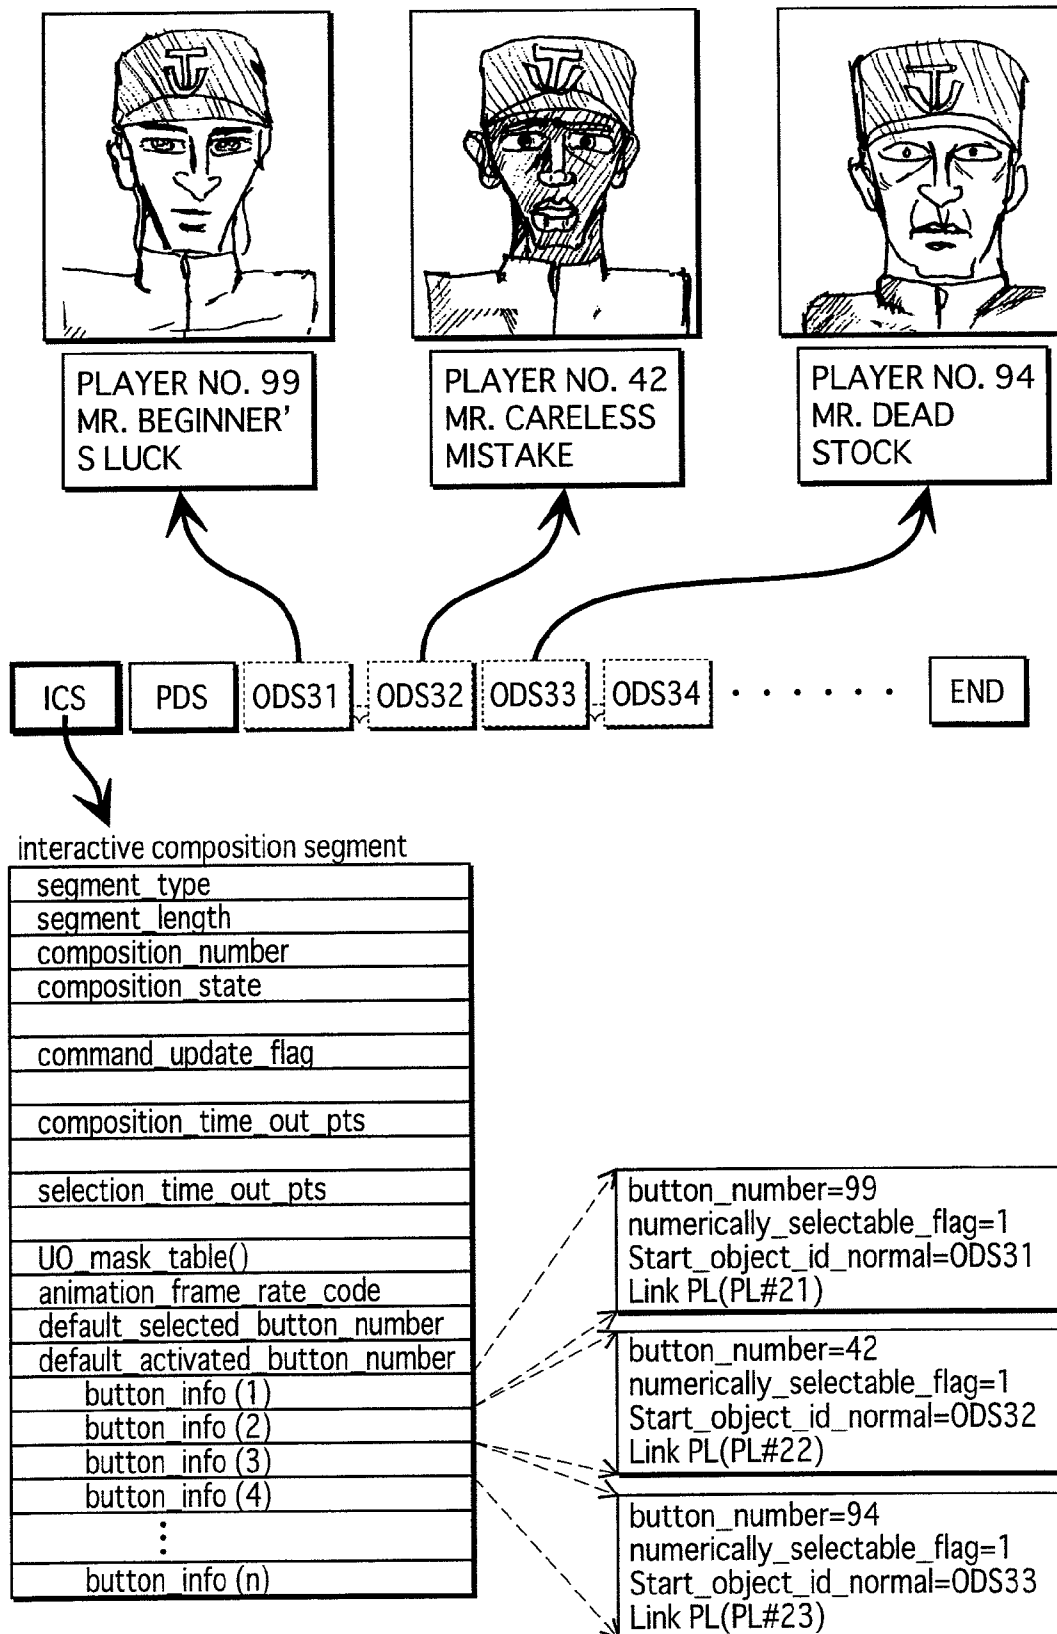 PLAYER NO. 99
MR. BEGINNER'
S LUCK
PLAYER NO. 42
MR. CARELESS
MISTAKE
PLAYER NO. 94
MR. DEAD
STOCK
ICS
PDS
ODS31
ODS32
ODS33
ODS34
· · · · · · ·
END
interactive composition segment
segment_type
segment_length
composition_number
composition_state
command_update_flag
composition_time_out_pts
selection_time_out_pts
UO_mask_table()
animation_frame_rate_code
default_selected_button_number
default_activated_button_number
button_info (1)
button_info (2)
button_info (3)
button_info (4)
button_info (n)
button_number=99
numerically_selectable_flag=1
Start_object_id_normal=ODS31
Link PL(PL#21)
button_number=42
numerically_selectable_flag=1
Start_object_id_normal=ODS32
Link PL(PL#22)
button_number=94
numerically_selectable_flag=1
Start_object_id_normal=ODS33
Link PL(PL#23)